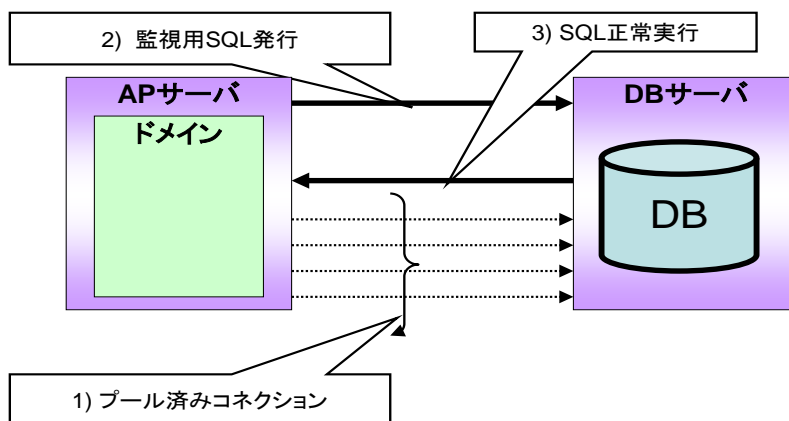 2) 監視用SQL発行
3) SQL正常実行
APサーバ
DBサーバ
ドメイン
DB
1) プール済みコネクション